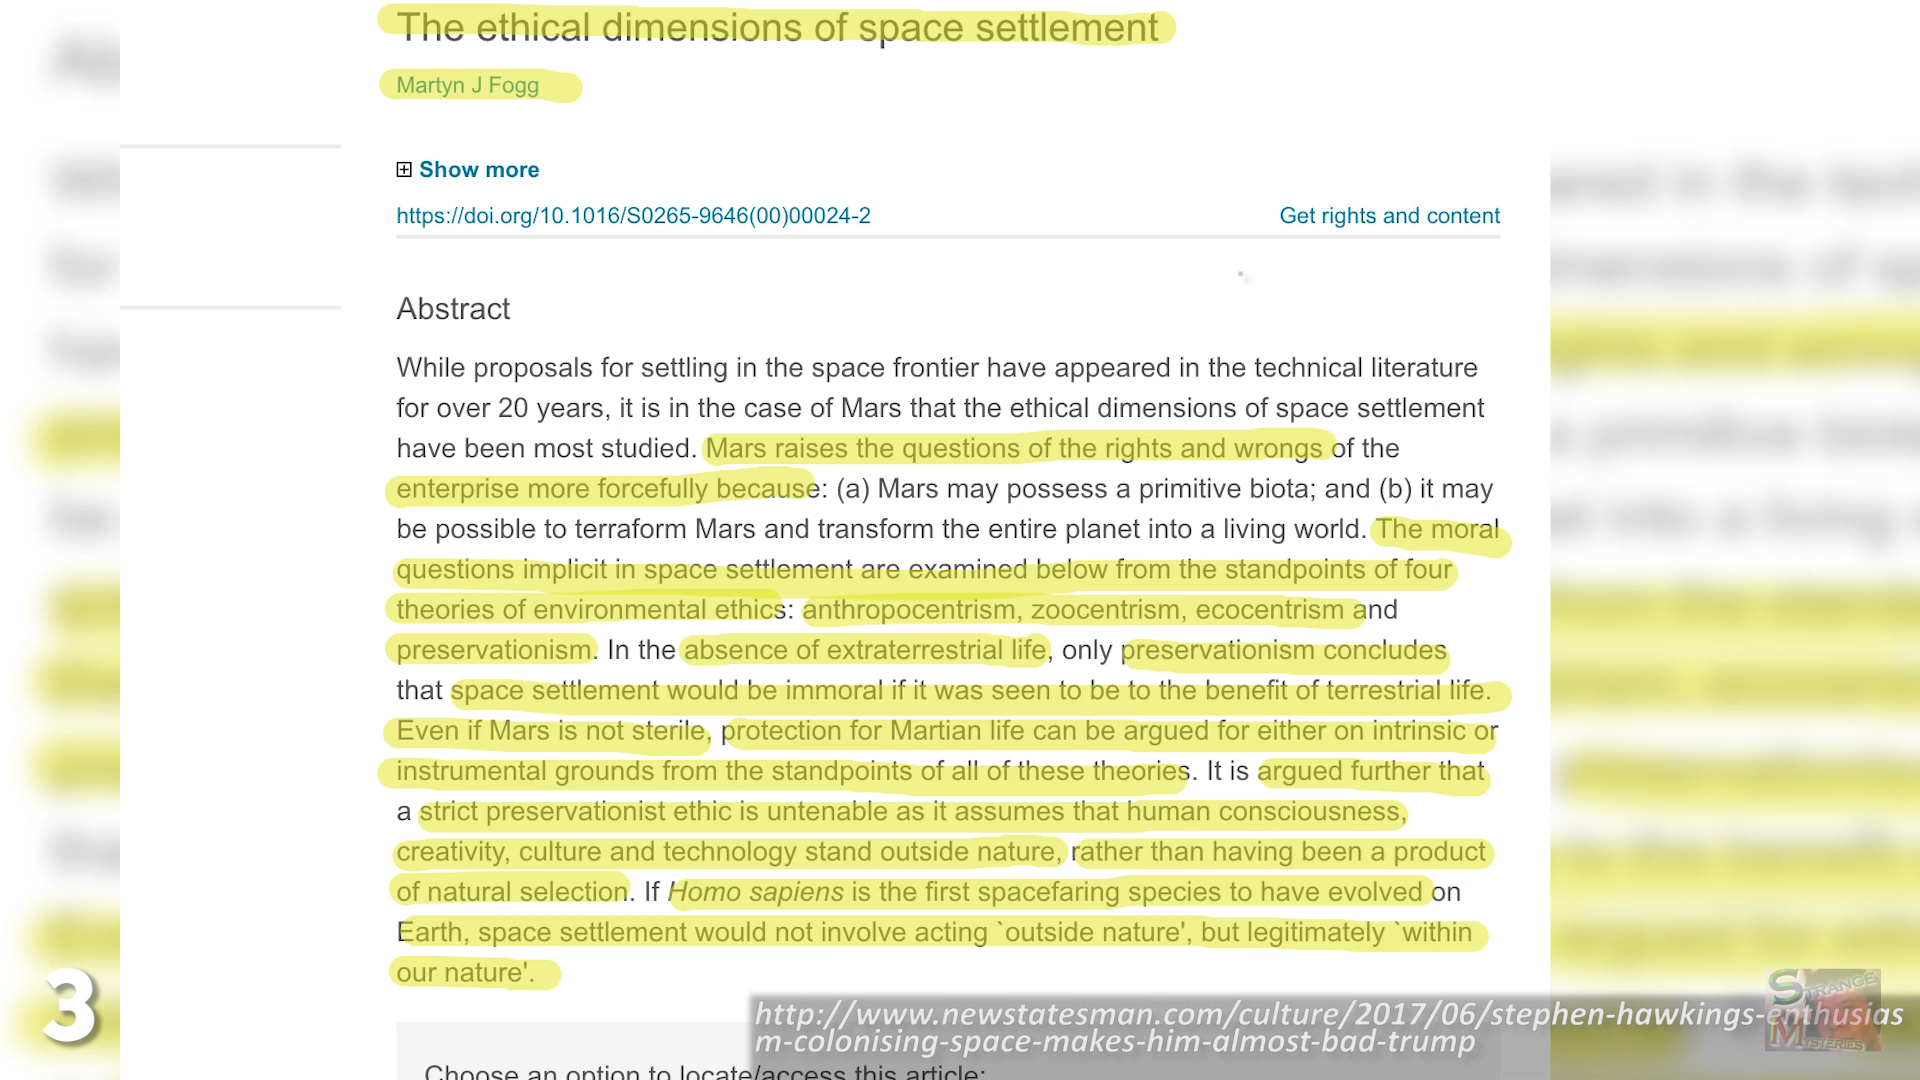 The ethical dimensions of space settlement
Martyn J Fogg
Show more
https://doi.org/10.1016/S0265-9646(00)00024-2
Get rights and content
Abstract
While proposals for settling in the space frontier have appeared in the technical literature
for over 20 years, it is in the case of Mars that the ethical dimensions of space settlement
have been most studied. Mars raises the questions of the rights and wrongs of the
enterprise more forcefully because: (a) Mars may possess a primitive biota; and (b) it may
be possible to terraform Mars and transform the entire planet into a living world. The moral
questions implicit in space settlement are examined below from the standpoints of four
theories of environmental ethics: anthropocentrism, zoocentrism, ecocentrism and
preservationism. In the absence of extraterrestrial life, only preservationism concludes
that space settlement would be immoral if it was seen to be to the benefit of terrestrial life.
Even if Mars is not sterile, protection for Martian life can be argued for either on intrinsic or
instrumental grounds from the standpoints of all of these theories. It is argued further that
a strict preservationist ethic is untenable as it assumes that human consciousness,
creativity, culture and technology stand outside nature, rather than having been a product
of natural selection. If Homo sapiens is the first spacefaring species to have evolved on
Earth, space settlement would not involve acting `outside nature', but legitimately `within
our nature'.
3
http://www.newstatesman.com/culture/2017/06/stephen-hawkings-enthusias
m-colonising-space-makes-him-almost-bad-trump
STRANGE
MYSTERIES
Choose an option to locate/access this article: